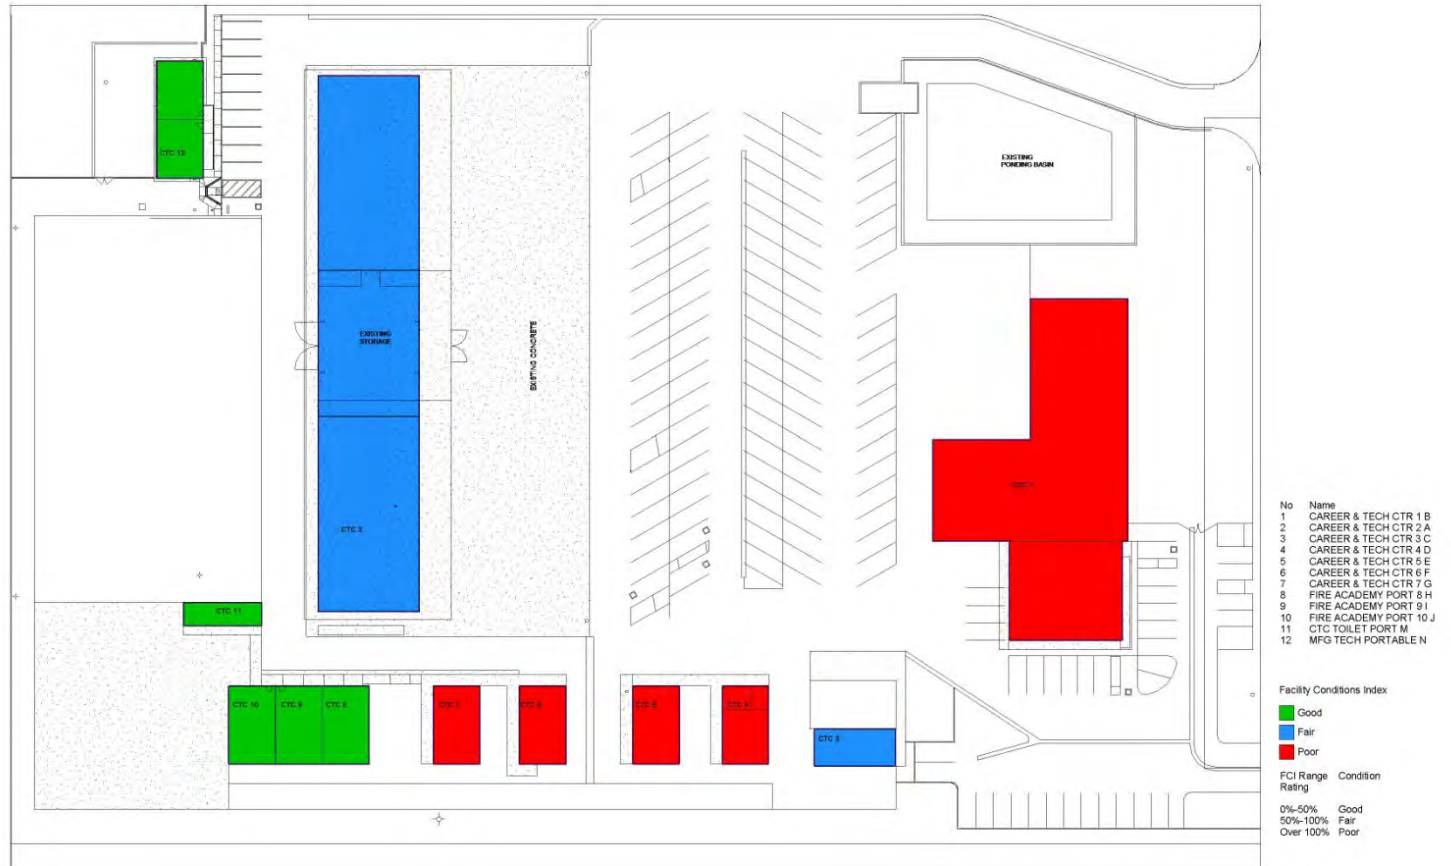 CTC 12
EXISTING
PONDING BASIN
EXISTING
STORAGE
EXISTING CONCRETE
CTC 2
CTC 11
CTC 10
CTC 9
CTC 8
No Name
1 CAREER & TECH CTR 1 B
2 CAREER & TECH CTR 2 A
3 CAREER & TECH CTR 3 C
4 CAREER & TECH CTR 4 D
5 CAREER & TECH CTR 5 E
6 CAREER & TECH CTR 6 F
7 CAREER & TECH CTR 7 G
8 FIRE ACADEMY PORT 8 H
9 FIRE ACADEMY PORT 9 I
10 FIRE ACADEMY PORT 10 J
11 CTC TOILET PORT M
12 MFG TECH PORTABLE N
Facility Conditions Index
Good
Fair
Poor
FCI Range Condition
Rating
0%-50% Good
50%-100% Fair
Over 100% Poor